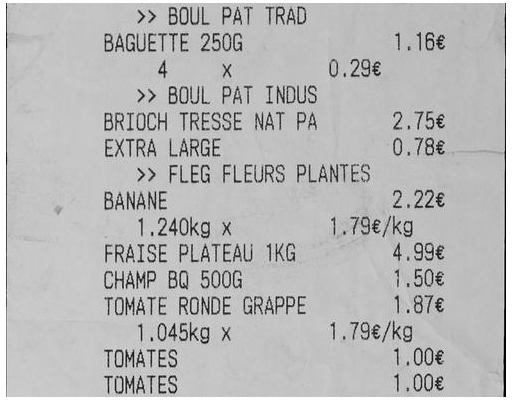 >> BOUL PAT TRAD
BAGUETTE 250G 1.16€
4 x 0.29€
>> BOUL PAT INDUS
BRIOCH TRESSE NAT PA 2.75€
EXTRA LARGE 0.78€
>> FLEG FLEURS PLANTES
BANANE 2.22€
1.240kg x 1.79€/kg
FRAISE PLATEAU 1KG 4.99€
CHAMP BQ 500G 1.50€
TOMATE RONDE GRAPPE 1.87€
1.045kg x 1.79€/kg
TOMATES 1.00€
TOMATES 1.00€